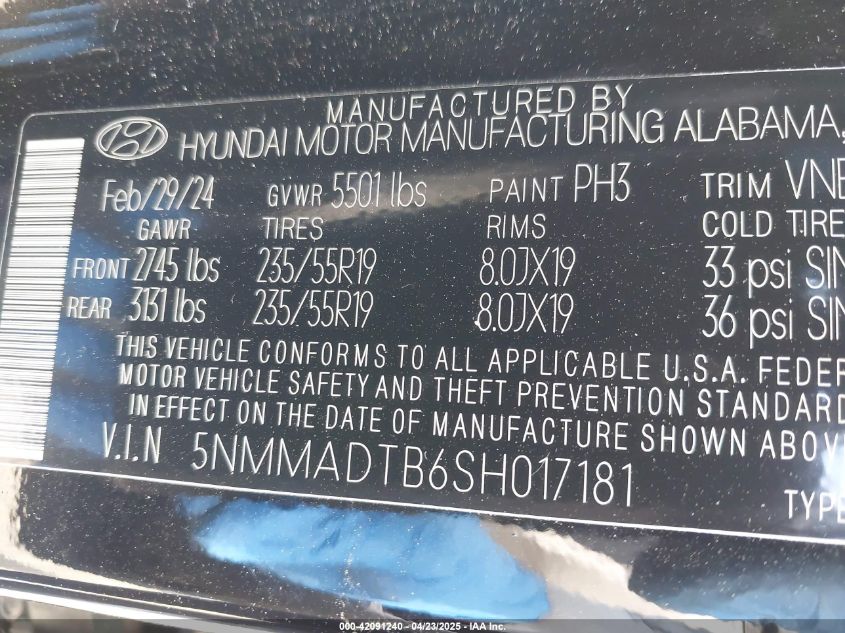 MANUFACTURED BY
HYUNDAI MOTOR MANUFACTURING ALABAMA,
Feb/29/24 GVWR 5501 lbs PAINT PH3 TRIM VNB
GAWR TIRES RIMS COLD TIRE
FRONT 2745 lbs 235/55R19 8.0JX19 33 psi SIN
REAR 3131 lbs 235/55R19 8.0JX19 36 psi SIN
THIS VEHICLE CONFORMS TO ALL APPLICABLE U.S.A. FEDER
MOTOR VEHICLE SAFETY AND THEFT PREVENTION STANDARD
IN EFFECT ON THE DATE OF MANUFACTURE SHOWN ABOV
V.I.N 5NMMADTB6SH017181
TYPE
000-42091240 - 04/23/2025 - IAA Inc.